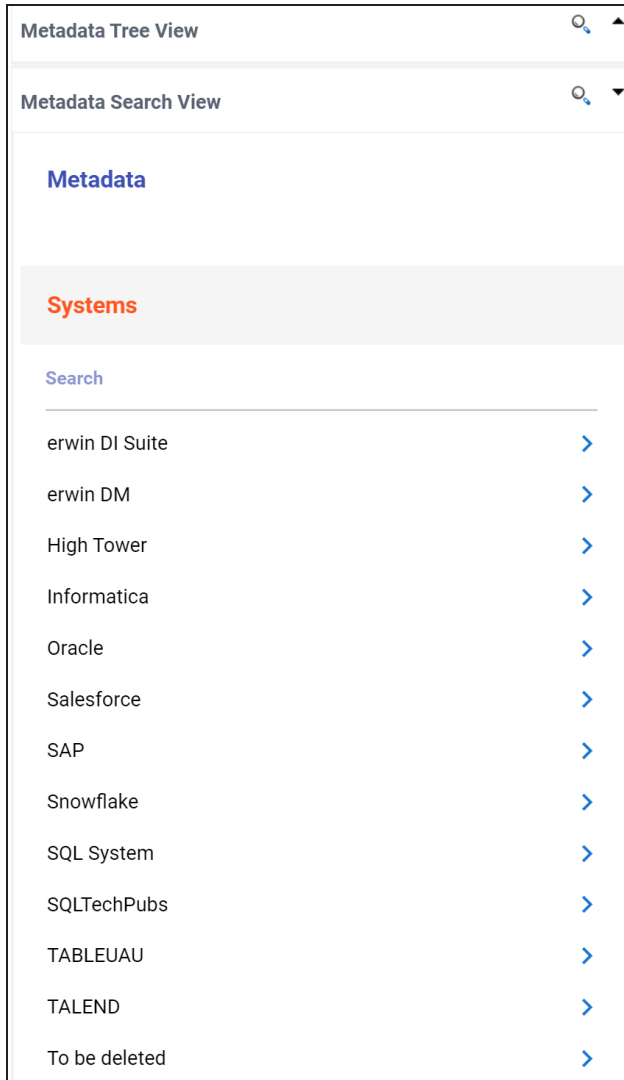 Metadata Tree View
Metadata Search View
Metadata
Systems
Search
erwin DI Suite
erwin DM
High Tower
Informatica
Oracle
Salesforce
SAP
Snowflake
SQL System
SQLTechPubs
TABLEUAU
TALEND
To be deleted